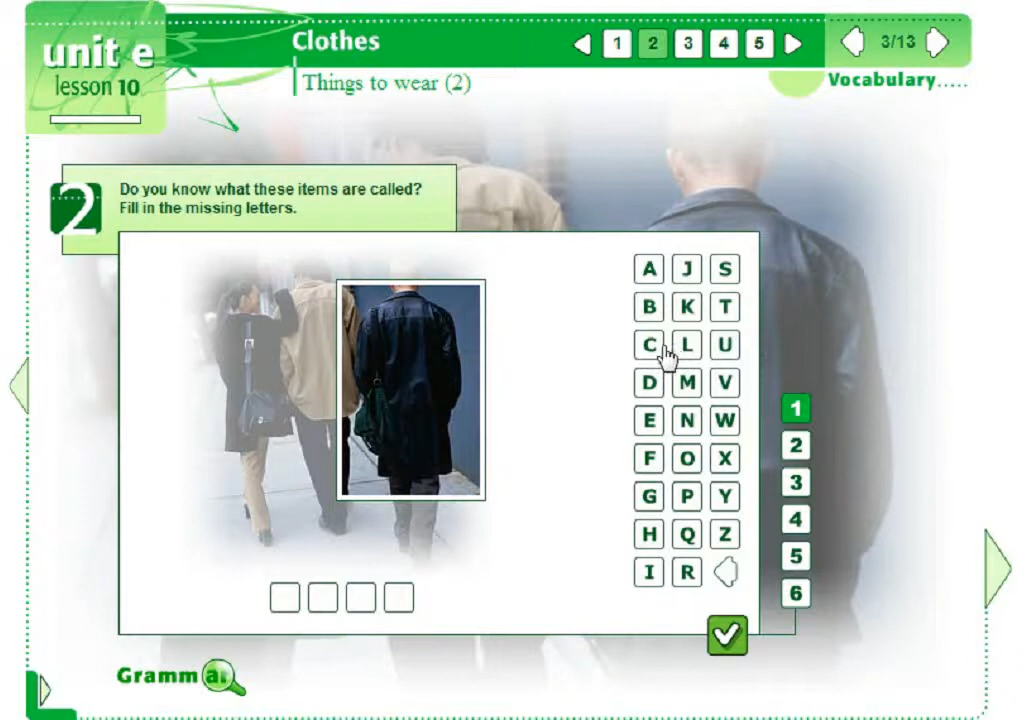 unit e
lesson 10
Clothes
1 2 3 4 5
3/13
Things to wear (2)
Vocabulary.....
2
Do you know what these items are called?
Fill in the missing letters.
A J S
B K T
C L U
D M V
E N W
F O X
G P Y
H Q Z
I R
1
2
3
4
5
6
Grammar